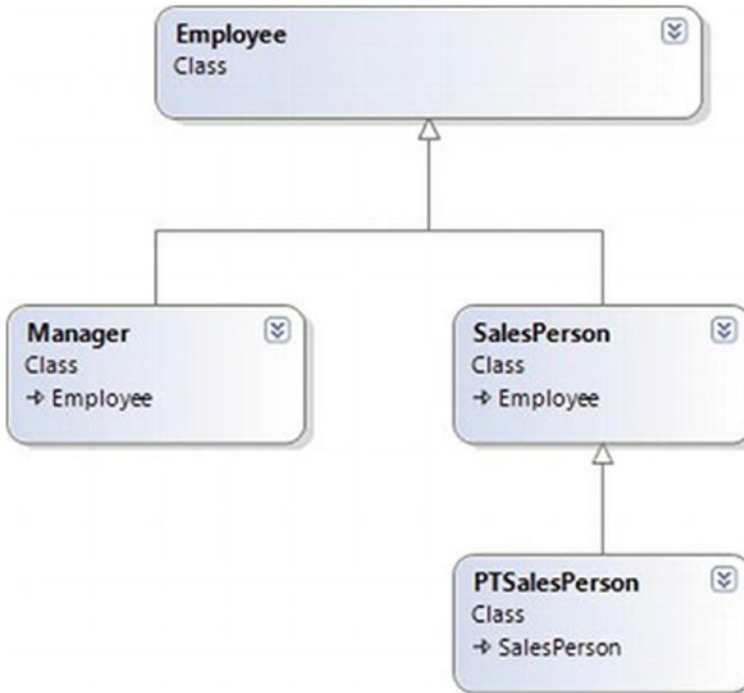 Employee
Class
Manager
Class
Employee
SalesPerson
Class
Employee
PTSalesPerson
Class
SalesPerson